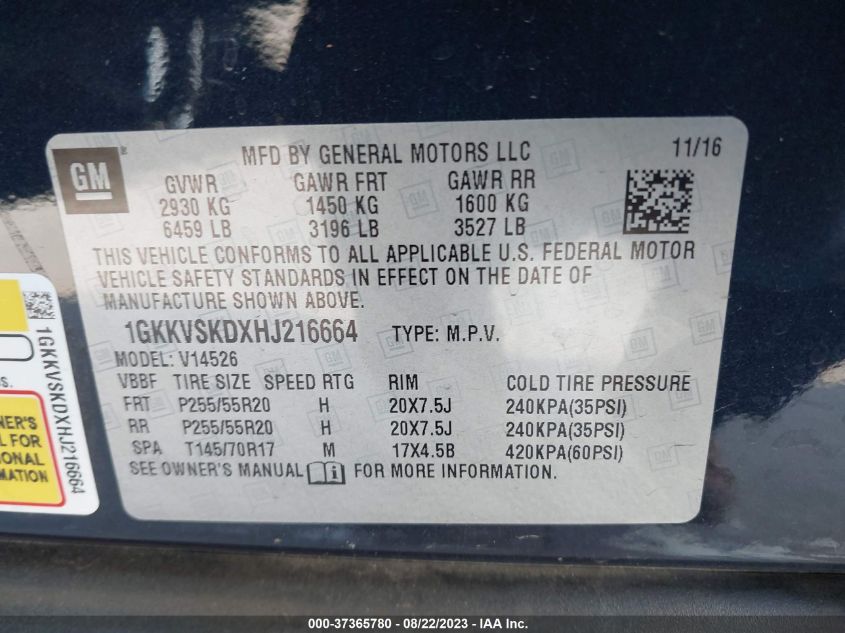 GM
MFD BY GENERAL MOTORS LLC 11/16
GVWR GAWR FRT GAWR RR
2930 KG 1450 KG 1600 KG
6459 LB 3196 LB 3527 LB
THIS VEHICLE CONFORMS TO ALL APPLICABLE U.S. FEDERAL MOTOR
VEHICLE SAFETY STANDARDS IN EFFECT ON THE DATE OF
MANUFACTURE SHOWN ABOVE.
1GKKVSKDXHJ216664 TYPE: M.P.V.
MODEL: V14526
VBBF TIRE SIZE SPEED RTG RIM COLD TIRE PRESSURE
FRT P255/55R20 H 20X7.5J 240KPA(35PSI)
RR P255/55R20 H 20X7.5J 240KPA(35PSI)
SPA T145/70R17 M 17X4.5B 420KPA(60PSI)
SEE OWNER'S MANUAL i FOR MORE INFORMATION.
1GKKVSKDXHJ216664
S.
NER'S
L FOR
IONAL
MATION
000-37365780 - 08/22/2023 - IAA Inc.